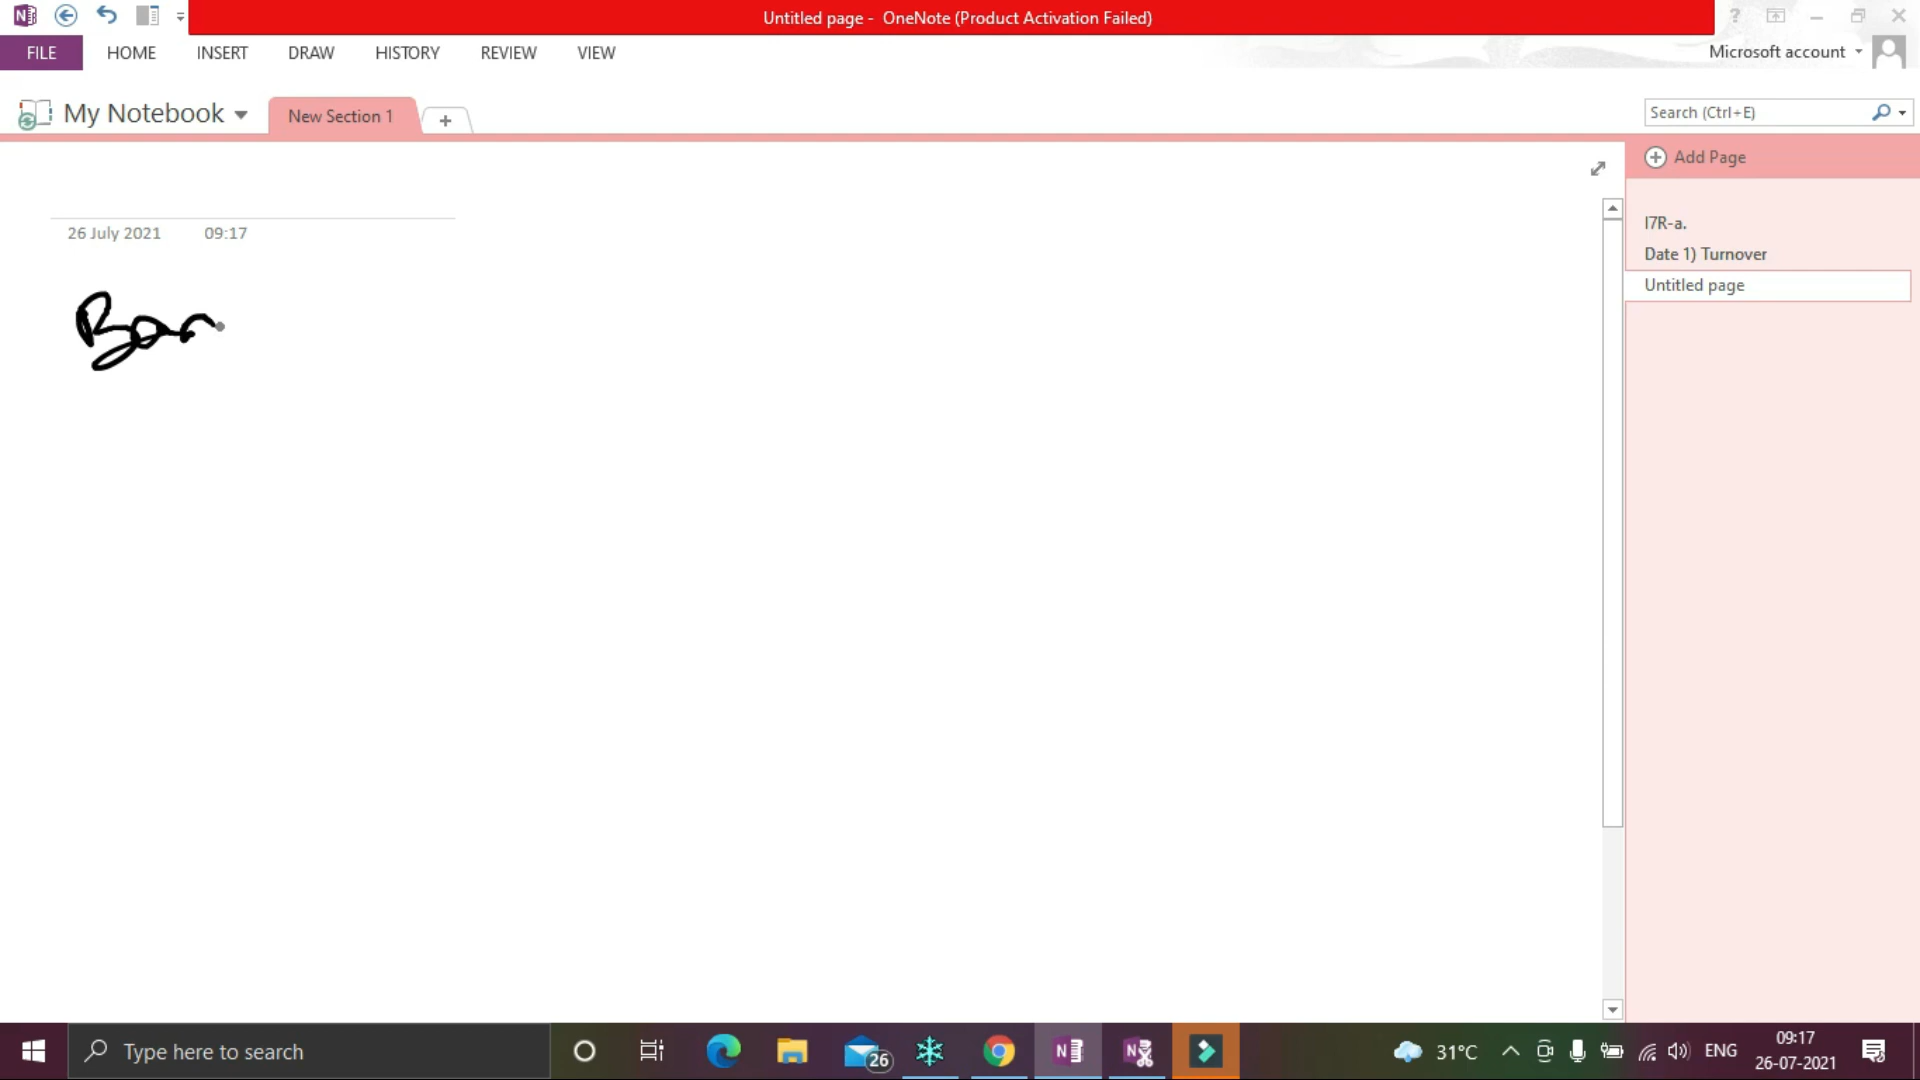 Untitled page - OneNote (Product Activation Failed)
FILE HOME INSERT DRAW HISTORY REVIEW VIEW
Microsoft account
My Notebook
New Section 1
Search (Ctrl+E)
Add Page
26 July 2021 09:17
I7R-a.
Date 1) Turnover
Untitled page
Bar
Type here to search
26
31°C
ENG
09:17
26-07-2021